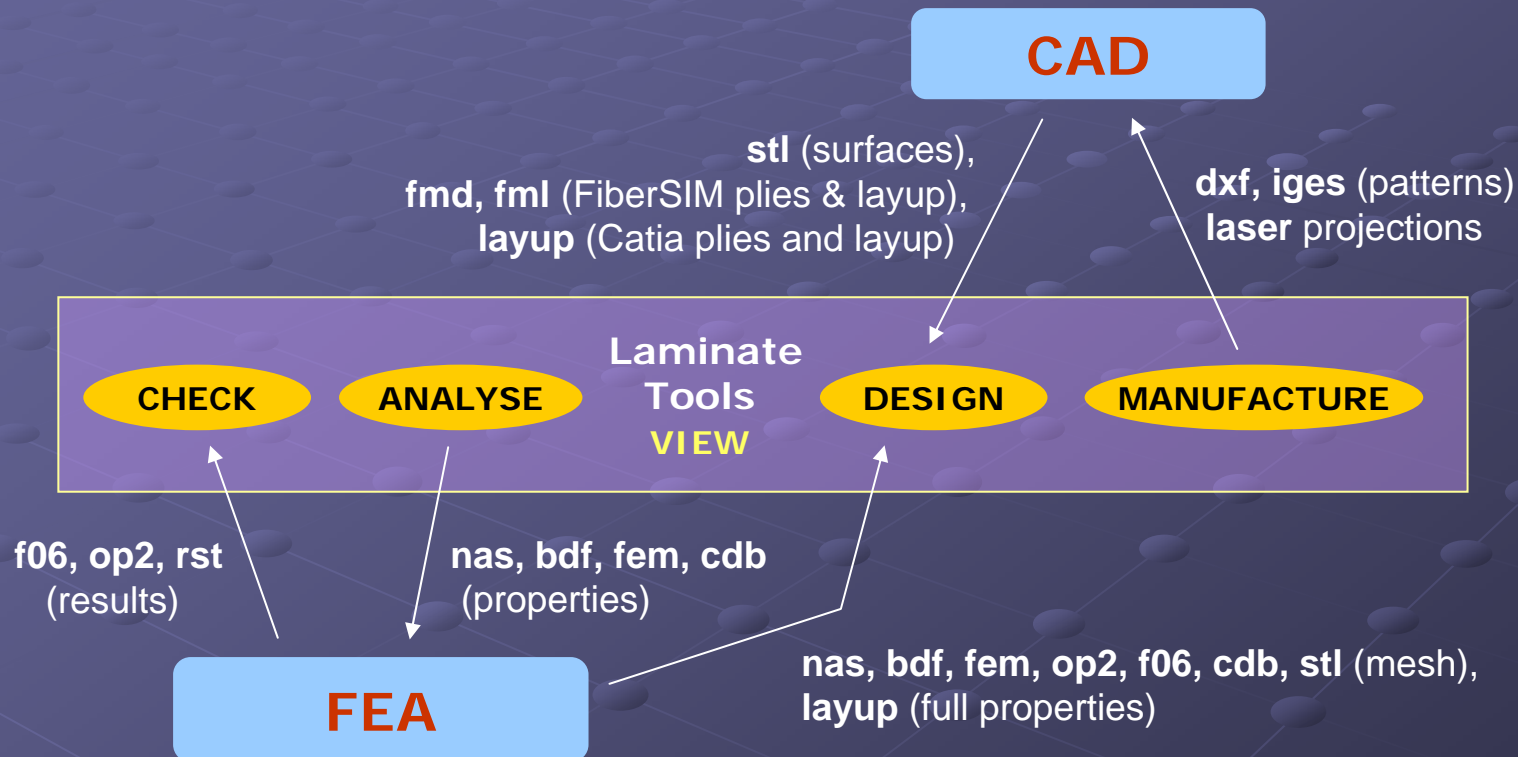 CAD
stl (surfaces),
fmd, fml (FiberSIM plies & layup),
layup (Catia plies and layup)
dxf, iges (patterns)
laser projections
Laminate
Tools
VIEW
CHECK
ANALYSE
DESIGN
MANUFACTURE
f06, op2, rst
(results)
nas, bdf, fem, cdb
(properties)
nas, bdf, fem, op2, f06, cdb, stl (mesh),
layup (full properties)
FEA